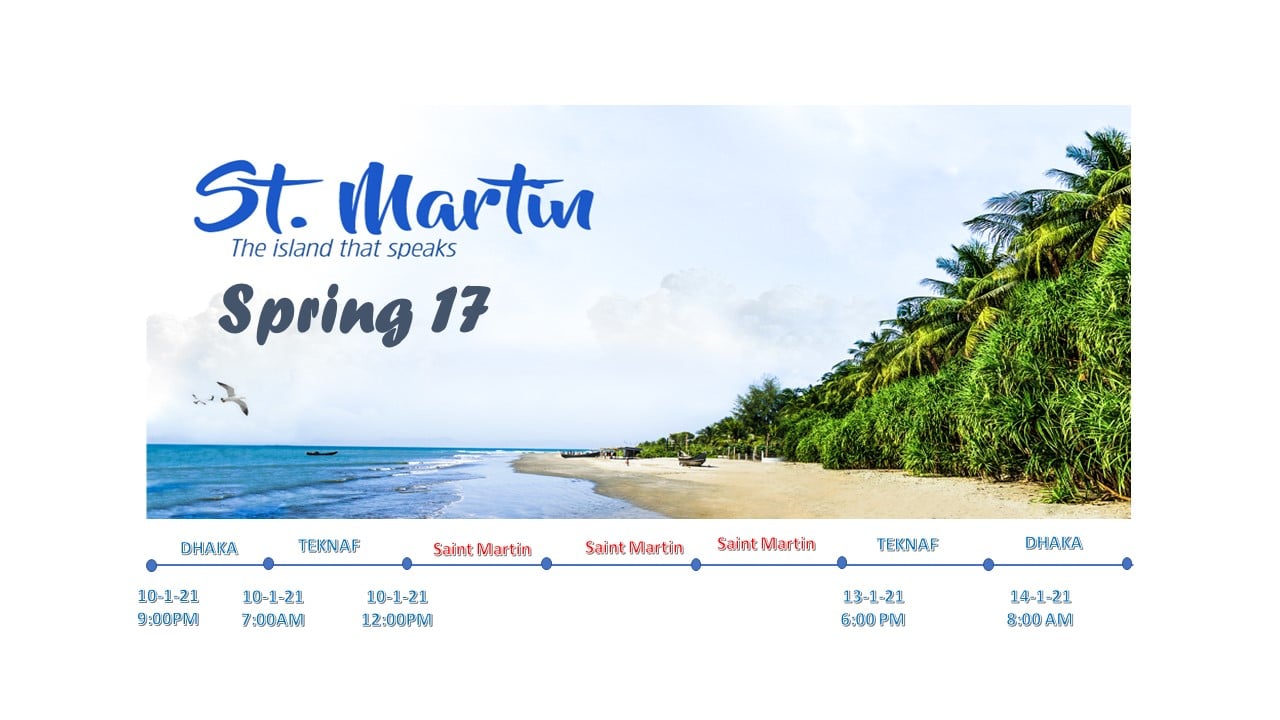 St. Martin
The island that speaks
Spring 17
DHAKA TEKNAF Saint Martin Saint Martin Saint Martin TEKNAF DHAKA
10-1-21 10-1-21 10-1-21 13-1-21 14-1-21
9:00PM 7:00AM 12:00PM 6:00 PM 8:00 AM